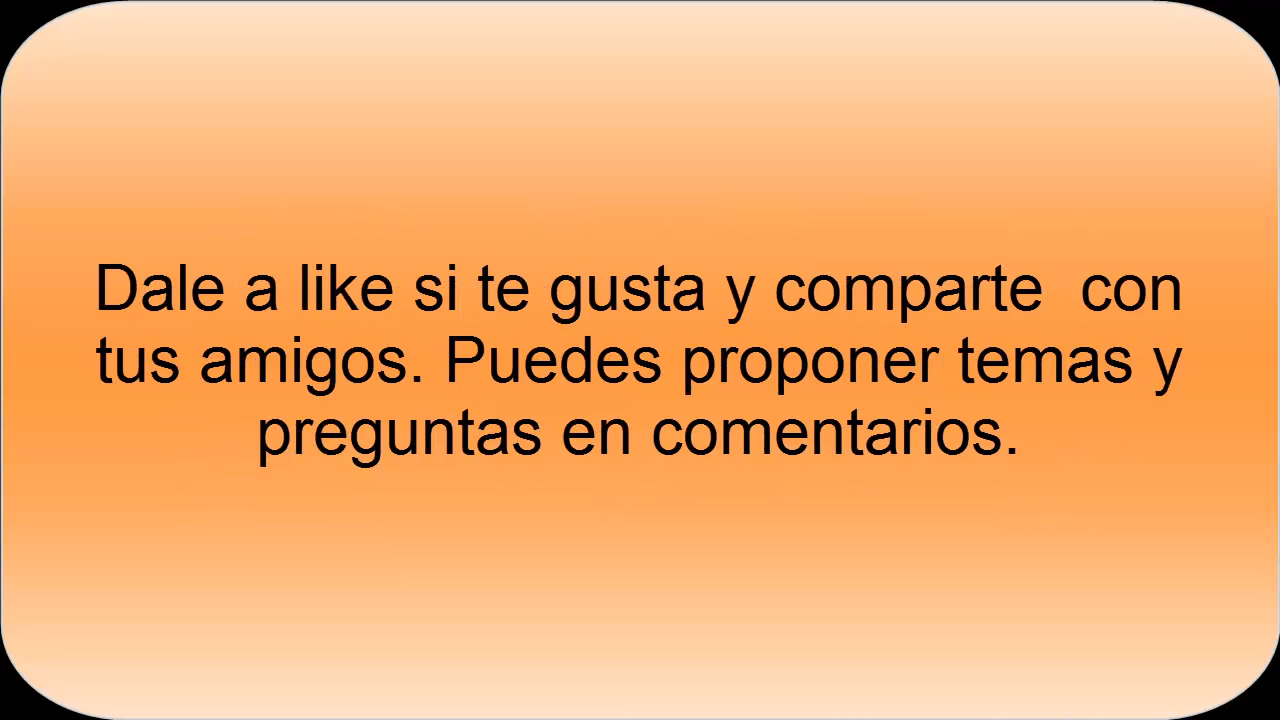 Dale a like si te gusta y comparte  con
tus amigos. Puedes proponer temas y
preguntas en comentarios.